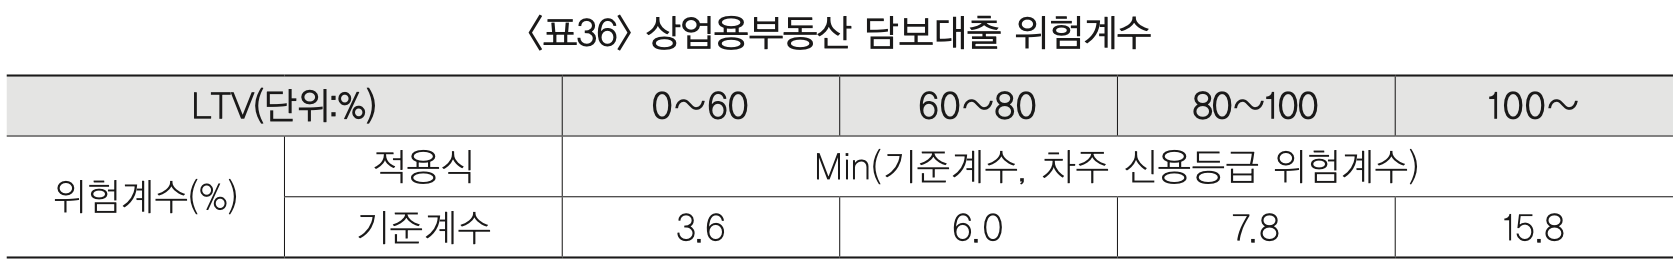 <표36> 상업용부동산 담보대출 위험계수
LTV(단위:%) 0~60 60~80 80~100 100~
위험계수(%) 적용식 Min(기준계수, 차주 신용등급 위험계수)
기준계수 3.6 6.0 7.8 15.8